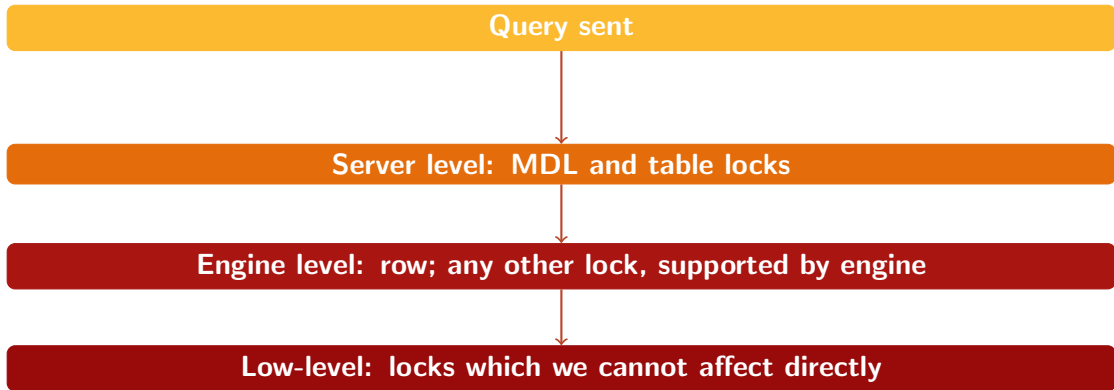 Query sent
Server level: MDL and table locks
Engine level: row; any other lock, supported by engine
Low-level: locks which we cannot affect directly